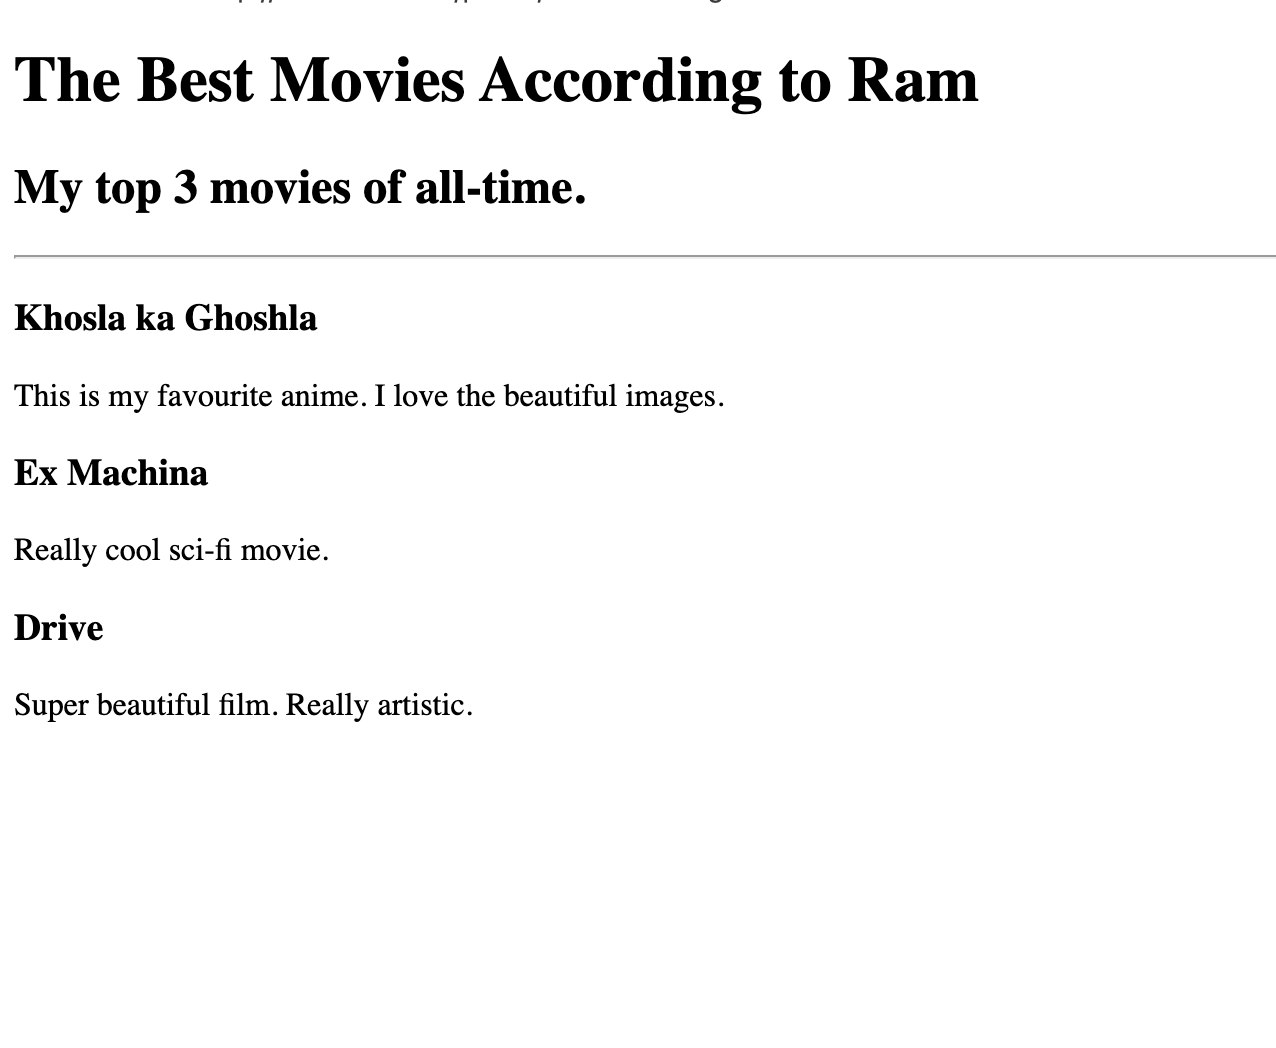 The Best Movies According to Ram
My top 3 movies of all-time.
Khosla ka Ghoshla
This is my favourite anime. I love the beautiful images.
Ex Machina
Really cool sci-fi movie.
Drive
Super beautiful film. Really artistic.